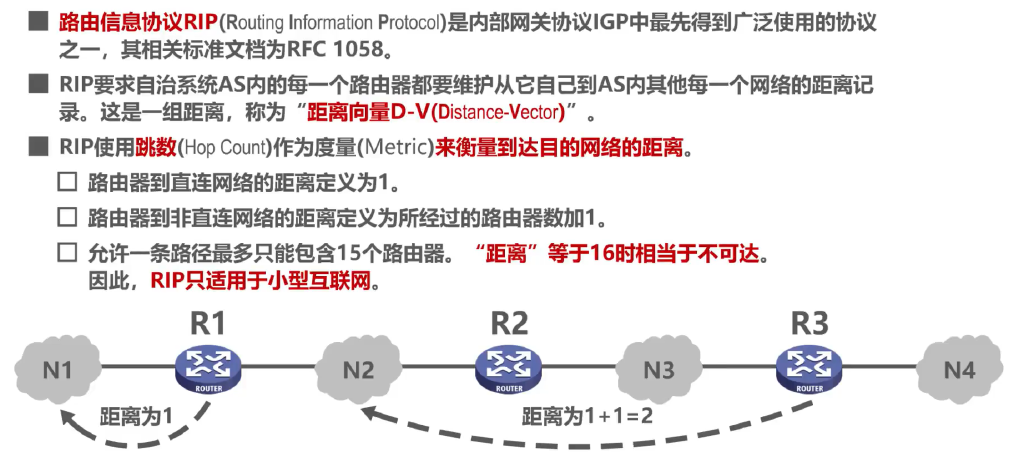 路由信息协议RIP(Routing Information Protocol)是内部网关协议IGP中最先得到广泛使用的协议
之一，其相关标准文档为RFC 1058。
RIP要求自治系统AS内的每一个路由器都要维护从它自己到AS内其他每一个网络的距离记
录。这是一组距离，称为“距离向量D-V(Distance-Vector)”。
RIP使用跳数(Hop Count)作为度量(Metric)来衡量到达目的网络的距离。
路由器到直连网络的距离定义为1。
路由器到非直连网络的距离定义为所经过的路由器数加1。
允许一条路径最多只能包含15个路由器。“距离”等于16时相当于不可达。
因此，RIP只适用于小型互联网。
R1 R2 R3
N1 ROUTER N2 ROUTER N3 ROUTER N4
距离为1 距离为1+1=2